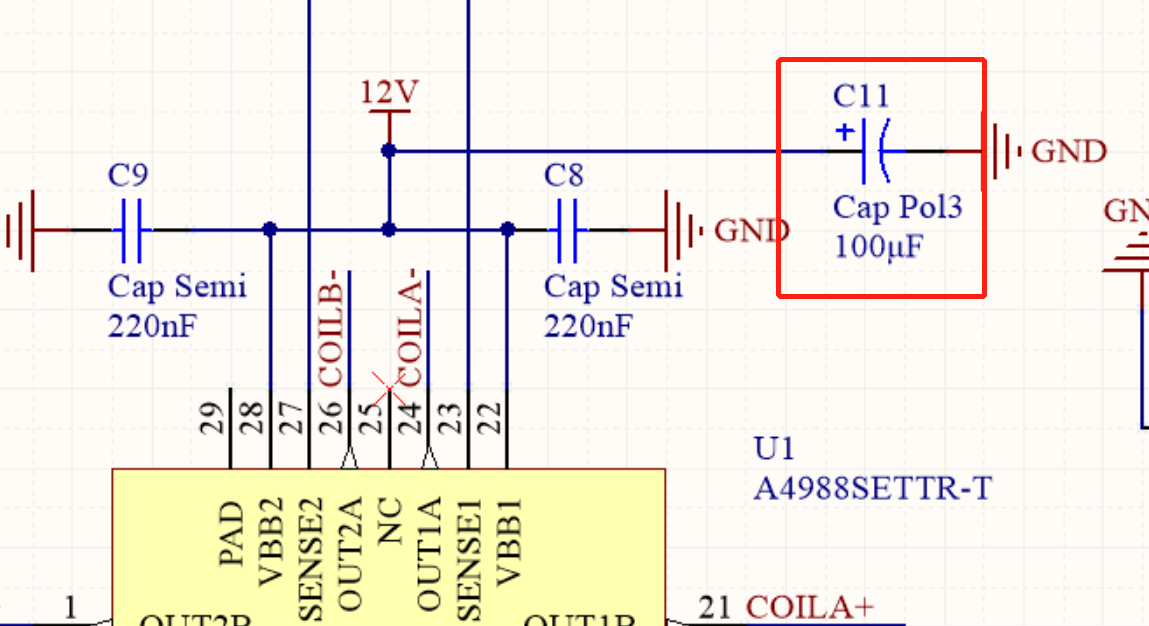 12V
C11
+
GND
C9
C8
GND
Cap Pol3
100μF
GN
Cap Semi
220nF
Cap Semi
220nF
COILB-
COILA-
29
28
27
26
25
24
23
22
U1
A4988SETTR-T
PAD
VBB2
SENSE2
OUT2A
NC
OUT1A
SENSE1
VBB1
1
OUT2B
OUT1B
21
COILA+